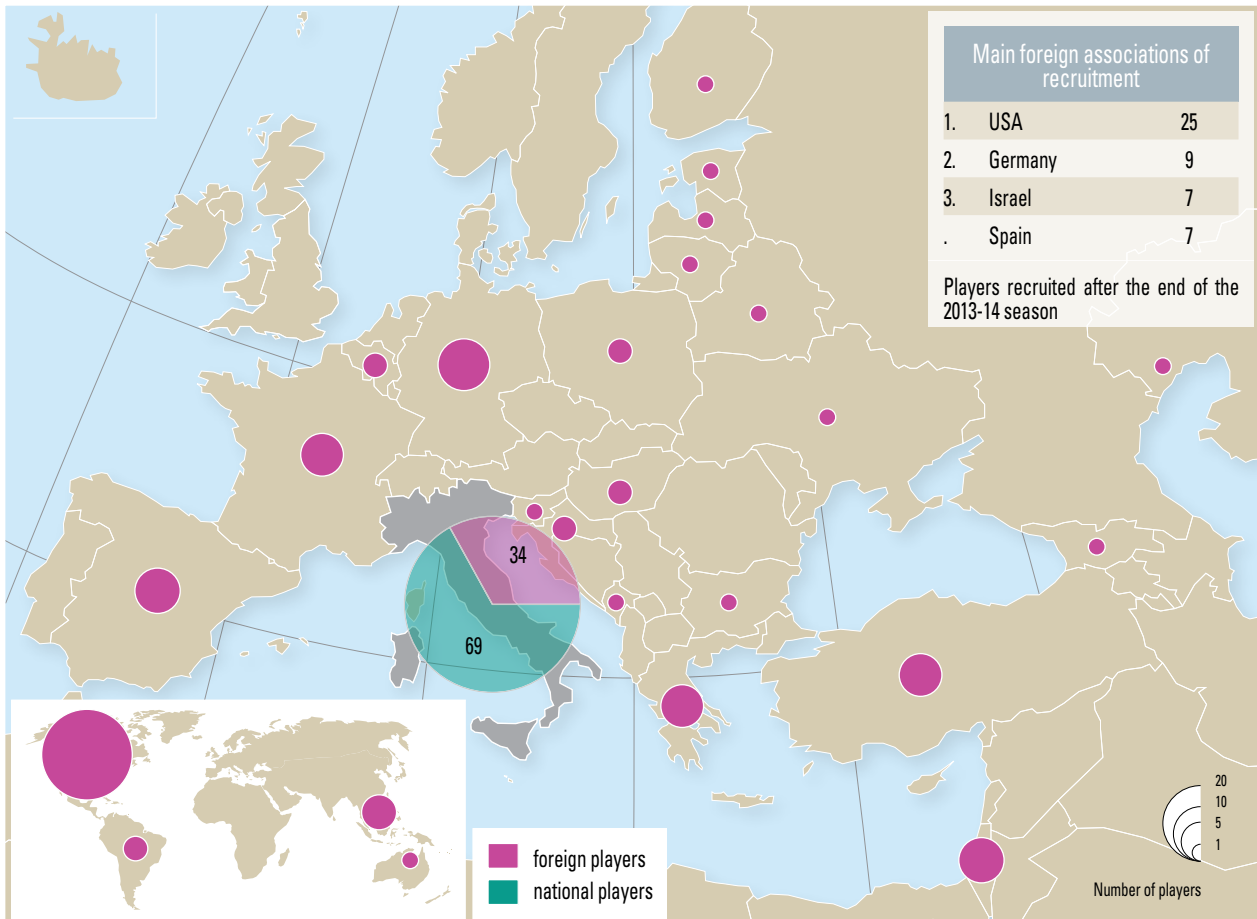 Main foreign associations of
recruitment
1. USA 25
2. Germany 9
3. Israel 7
. Spain 7
Players recruited after the end of the
2013-14 season
34
69
20
10
5
1
Number of players
foreign players
national players